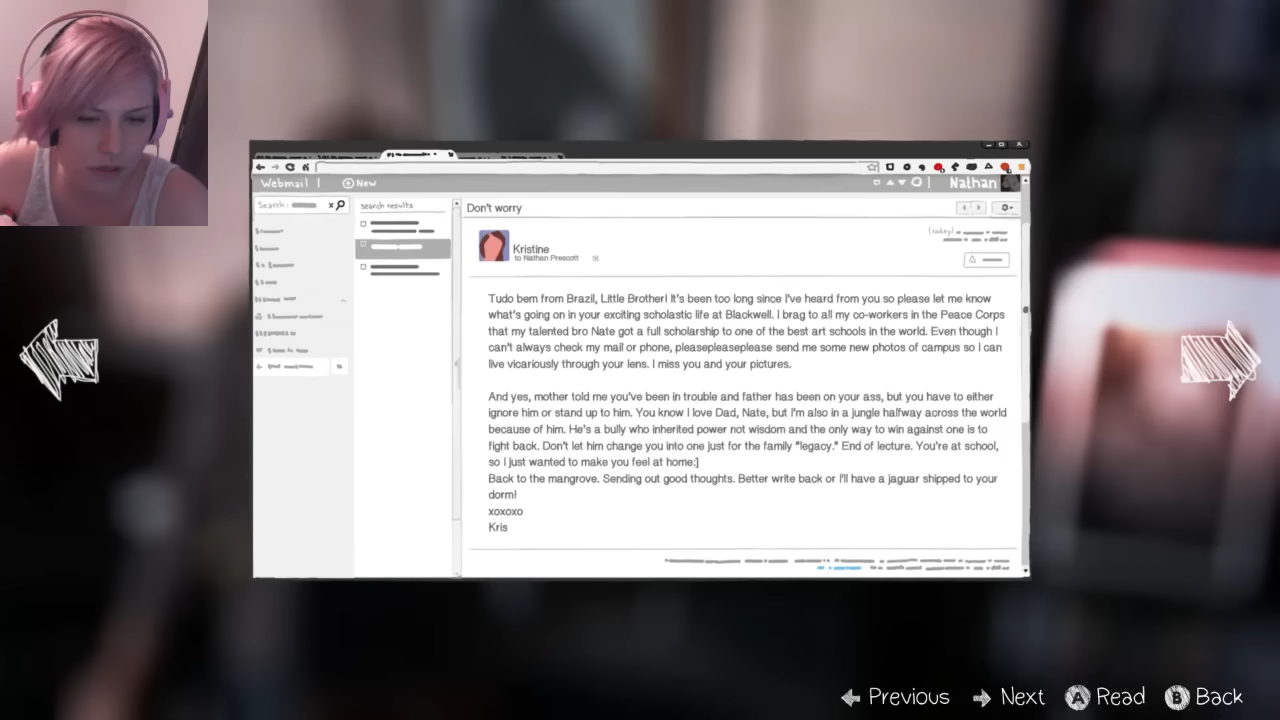 Webmail
New
Nathan
Search:
x
search results
Don't worry
Kristine
to Nathan Prescott
(today)
Tudo bem from Brazil, Little Brother! It's been too long since I've heard from you so please let me know
what's going on in your exciting scholastic life at Blackwell. I brag to all my co-workers in the Peace Corps
that my talented bro Nate got a full scholarship to one of the best art schools in the world. Even though I
can't always check my mail or phone, pleasepleaseplease send me some new photos of campus so I can
live vicariously through your lens. I miss you and your pictures.
And yes, mother told me you've been in trouble and father has been on your ass, but you have to either
ignore him or stand up to him. You know I love Dad, Nate, but I'm also in a jungle halfway across the world
because of him. He's a bully who inherited power not wisdom and the only way to win against one is to
fight back. Don't let him change you into one just for the family "legacy." End of lecture. You're at school,
so I just wanted to make you feel at home:]
Back to the mangrove. Sending out good thoughts. Better write back or I'll have a jaguar shipped to your
dorm!
xoxoxo
Kris
Previous
Next
A Read
B Back